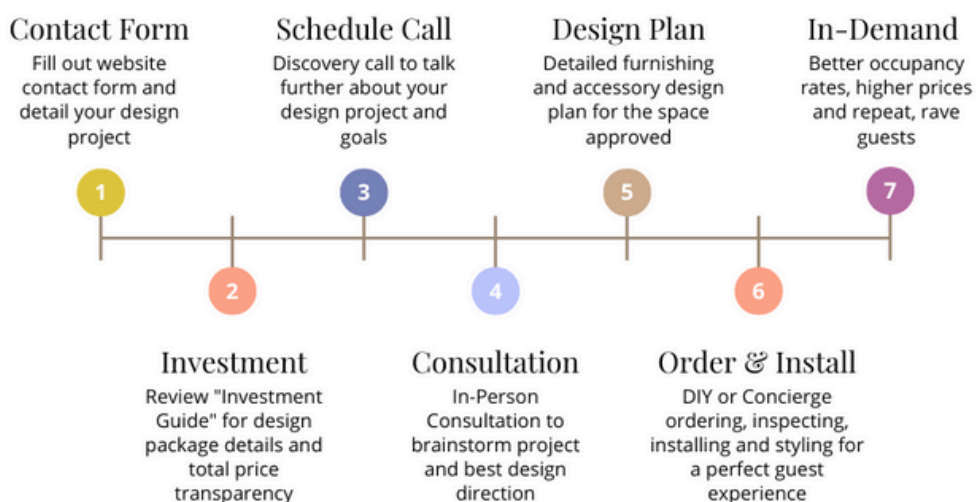 Contact Form
Fill out website
contact form and
detail your design
project
1
Investment
Review "Investment
Guide" for design
package details and
total price
transparency
2
Schedule Call
Discovery call to talk
further about your
design project and
goals
3
Consultation
In-Person
Consultation to
brainstorm project
and best design
direction
4
Design Plan
Detailed furnishing
and accessory design
plan for the space
approved
5
Order & Install
DIY or Concierge
ordering, inspecting,
installing and styling for
a perfect guest
experience
6
In-Demand
Better occupancy
rates, higher prices
and repeat, rave
guests
7